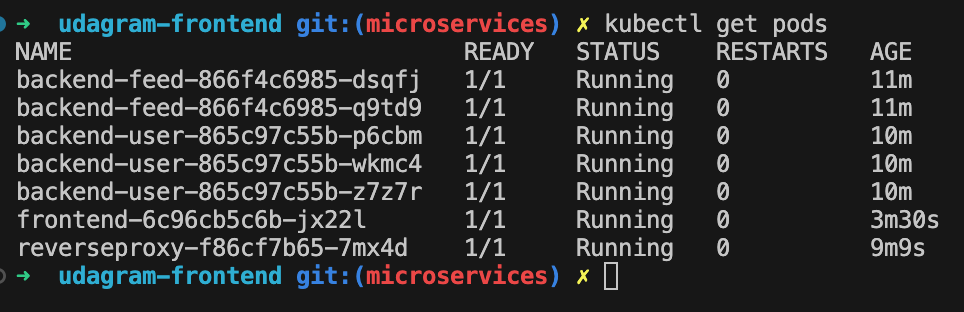 ➜ udagram-frontend git:(microservices) ✗ kubectl get pods
NAME READY STATUS RESTARTS AGE
backend-feed-866f4c6985-dsqfj 1/1 Running 0 11m
backend-feed-866f4c6985-q9td9 1/1 Running 0 11m
backend-user-865c97c55b-p6cbm 1/1 Running 0 10m
backend-user-865c97c55b-wkmc4 1/1 Running 0 10m
backend-user-865c97c55b-z7z7r 1/1 Running 0 10m
frontend-6c96cb5c6b-jx22l 1/1 Running 0 3m30s
reverseproxy-f86cf7b65-7mx4d 1/1 Running 0 9m9s
➜ udagram-frontend git:(microservices) ✗